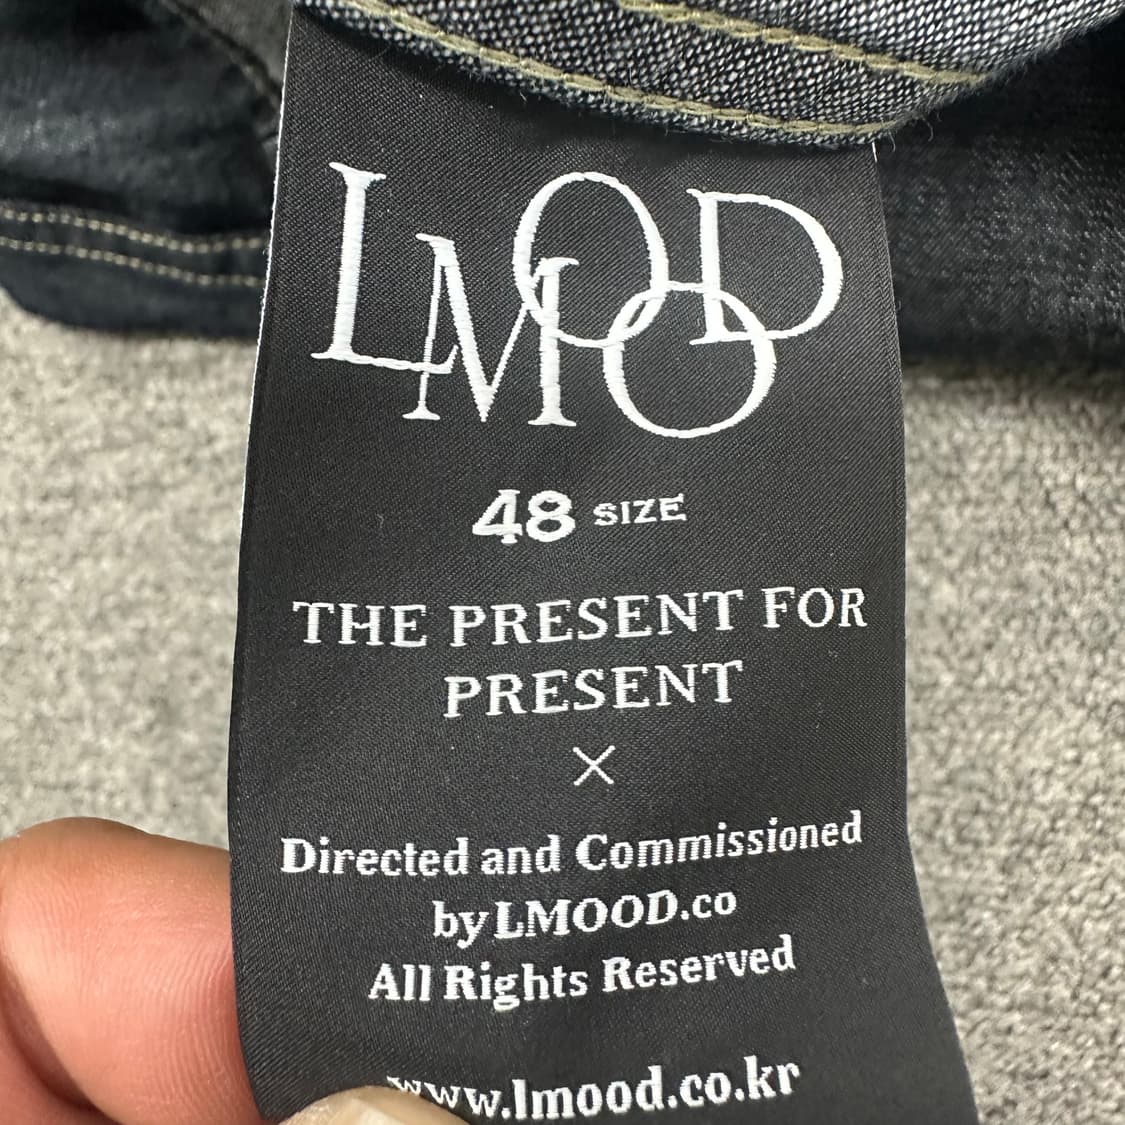 LMOOD
48 SIZE
THE PRESENT FOR
PRESENT
×
Directed and Commissioned
by LMOOD.co
All Rights Reserved
www.lmood.co.kr